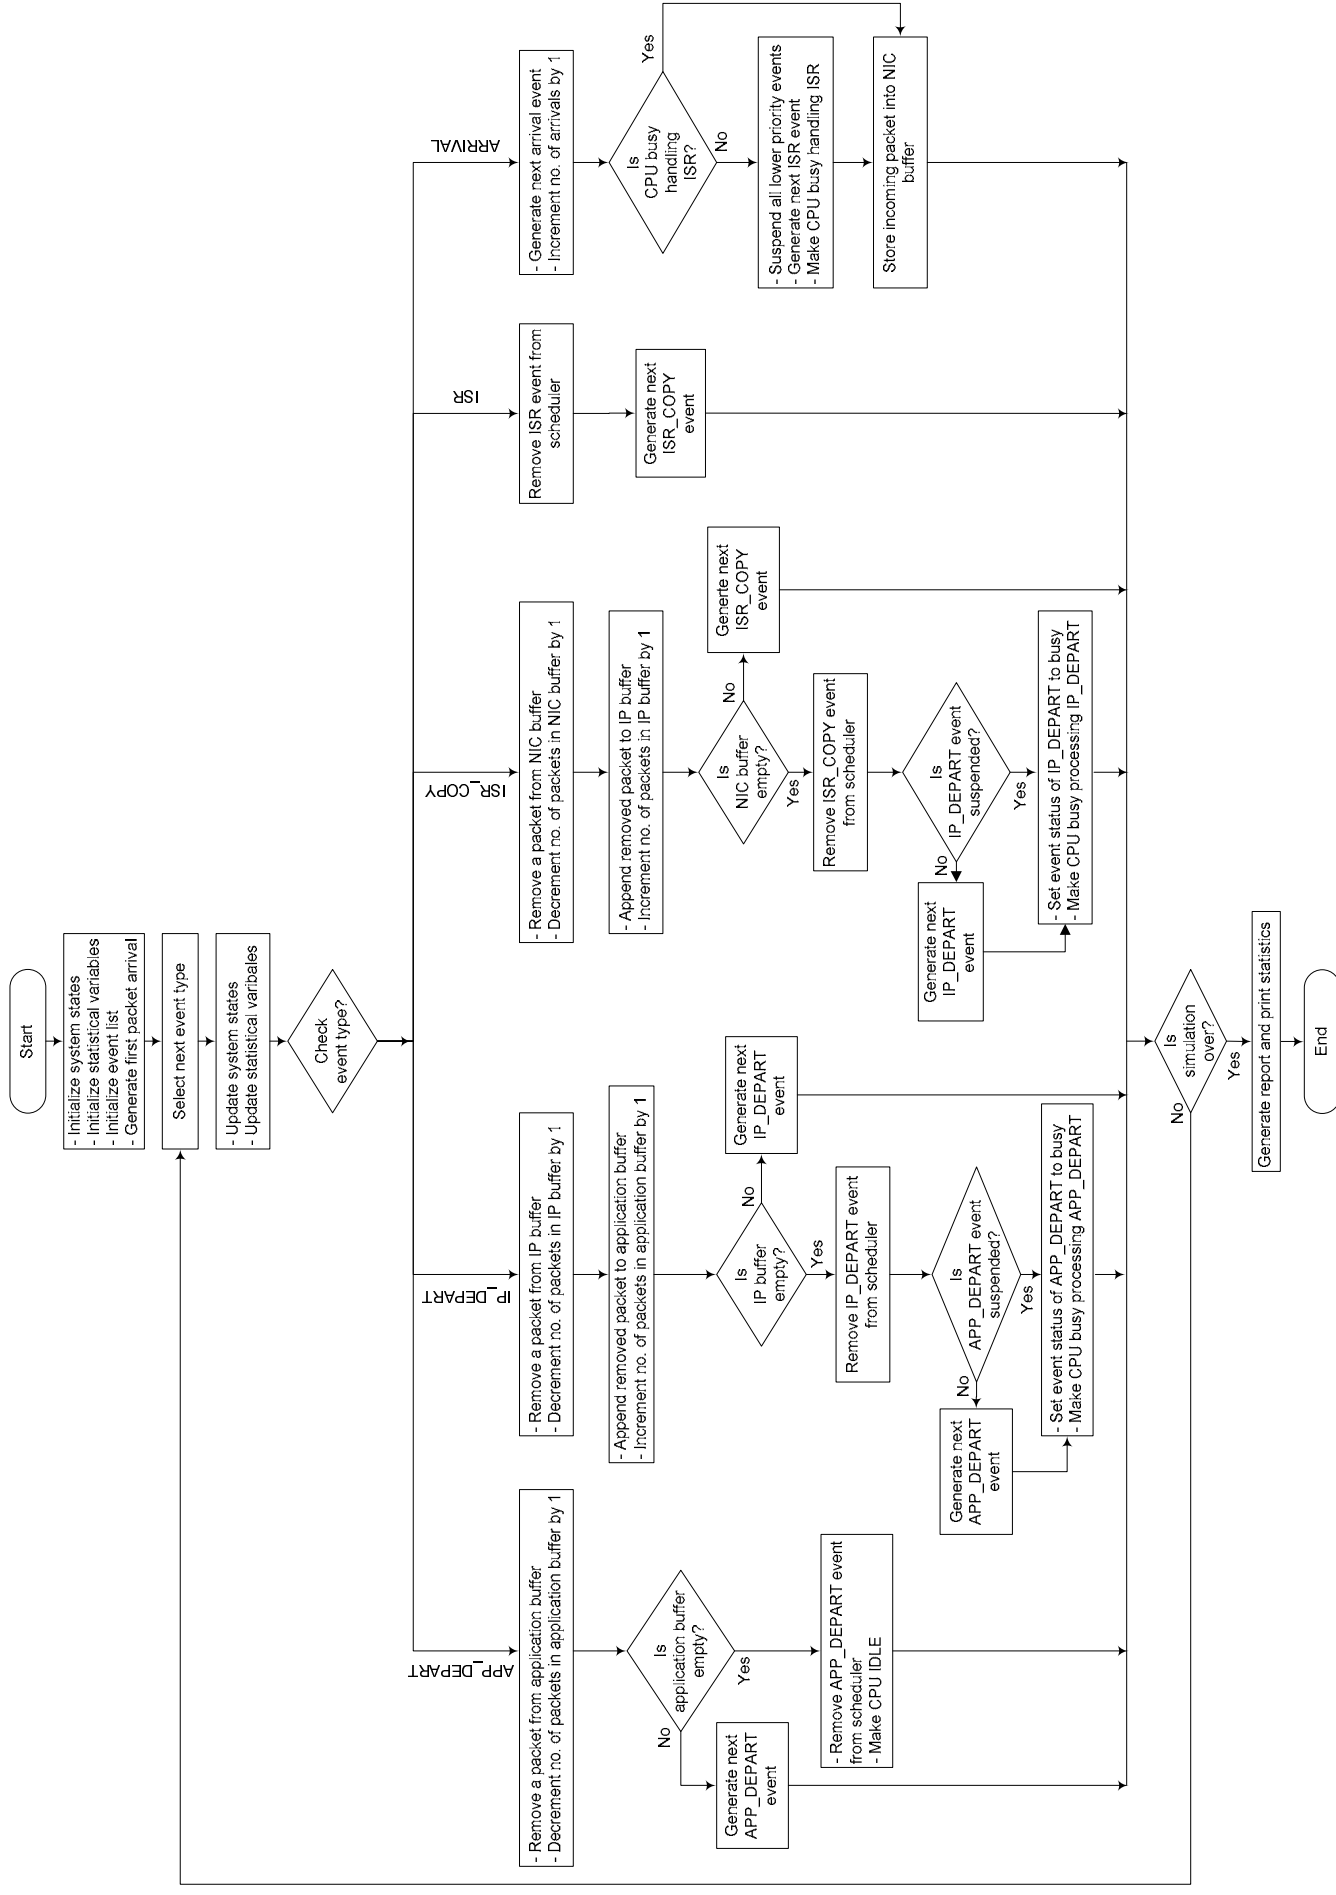 Start
- Initialize system states
- Initialize statistical variables
- Initialize event list
- Generate first packet arrival
Select next event type
- Update system states
- Update statistical varibales
Check
event type?
APP_DEPART
- Remove a packet from application buffer
- Decrement no. of packets in application buffer by 1
Is
application buffer
empty?
No
Yes
Generate next
APP_DEPART
event
- Remove APP_DEPART event
from scheduler
- Make CPU IDLE
IP_DEPART
- Remove a packet from IP buffer
- Decrement no. of packets in IP buffer by 1
- Append removed packet to application buffer
- Increment no. of packets in application buffer by 1
Is
IP buffer
empty?
No
Yes
Generate next
IP_DEPART
event
Remove IP_DEPART event
from scheduler
Is
APP_DEPART event
suspended?
No
Yes
Generate next
APP_DEPART
event
- Set event status of APP_DEPART to busy
- Make CPU busy processing APP_DEPART
ISR_COPY
- Remove a packet from NIC buffer
- Decrement no. of packets in NIC buffer by 1
- Append removed packet to IP buffer
- Increment no. of packets in IP buffer by 1
Is
NIC buffer
empty?
No
Yes
Generte next
ISR_COPY
event
Remove ISR_COPY event
from scheduler
Is
IP_DEPART event
suspended?
No
Yes
Generate next
IP_DEPART
event
- Set event status of IP_DEPART to busy
- Make CPU busy processing IP_DEPART
ISR
Remove ISR event from
scheduler
Generate next
ISR_COPY
event
ARRIVAL
- Generate next arrival event
- Increment no. of arrivals by 1
Is
CPU busy
handling
ISR?
Yes
No
- Suspend all lower priority events
- Generate next ISR event
- Make CPU busy handling ISR
Store incoming packet into NIC
buffer
Is
simulation
over?
No
Yes
Generate report and print statistics
End